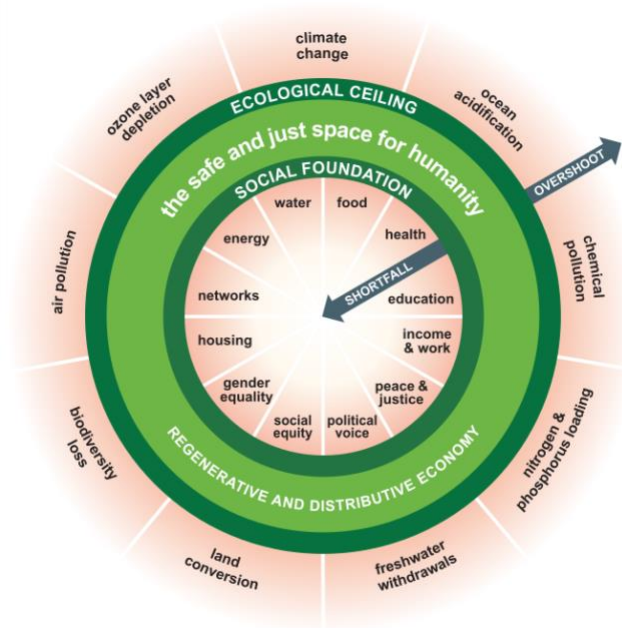 climate
change
ocean
acidification
chemical
pollution
nitrogen &
phosphorus loading
freshwater
withdrawals
land
conversion
biodiversity
loss
air pollution
ozone layer
depletion
ECOLOGICAL CEILING
the safe and just space for humanity
SOCIAL FOUNDATION
OVERSHOOT
SHORTFALL
water
food
health
education
income
& work
peace &
justice
political
voice
social
equity
gender
equality
housing
networks
energy
REGENERATIVE AND DISTRIBUTIVE ECONOMY